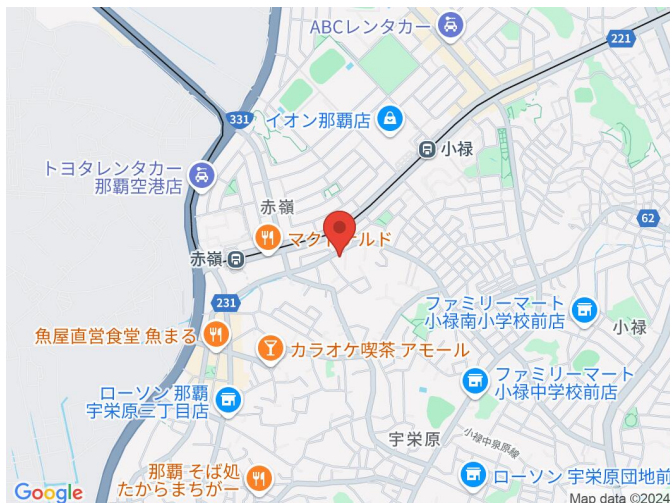 ABCレンタカー
221
331
イオン那覇店
小禄
トヨタレンタカー
那覇空港店
赤嶺
62
マクドナルド
赤嶺
231
ファミリーマート
小禄南小学校前店
小禄
魚屋直営食堂 魚まる
カラオケ喫茶 アモール
ファミリーマート
小禄中学校前店
ローソン 那覇
宇栄原三丁目店
宇栄原
小禄中泉原線
那覇 そば処
たからまちがー
ローソン 宇栄原団地前
Google
Map data ©2024